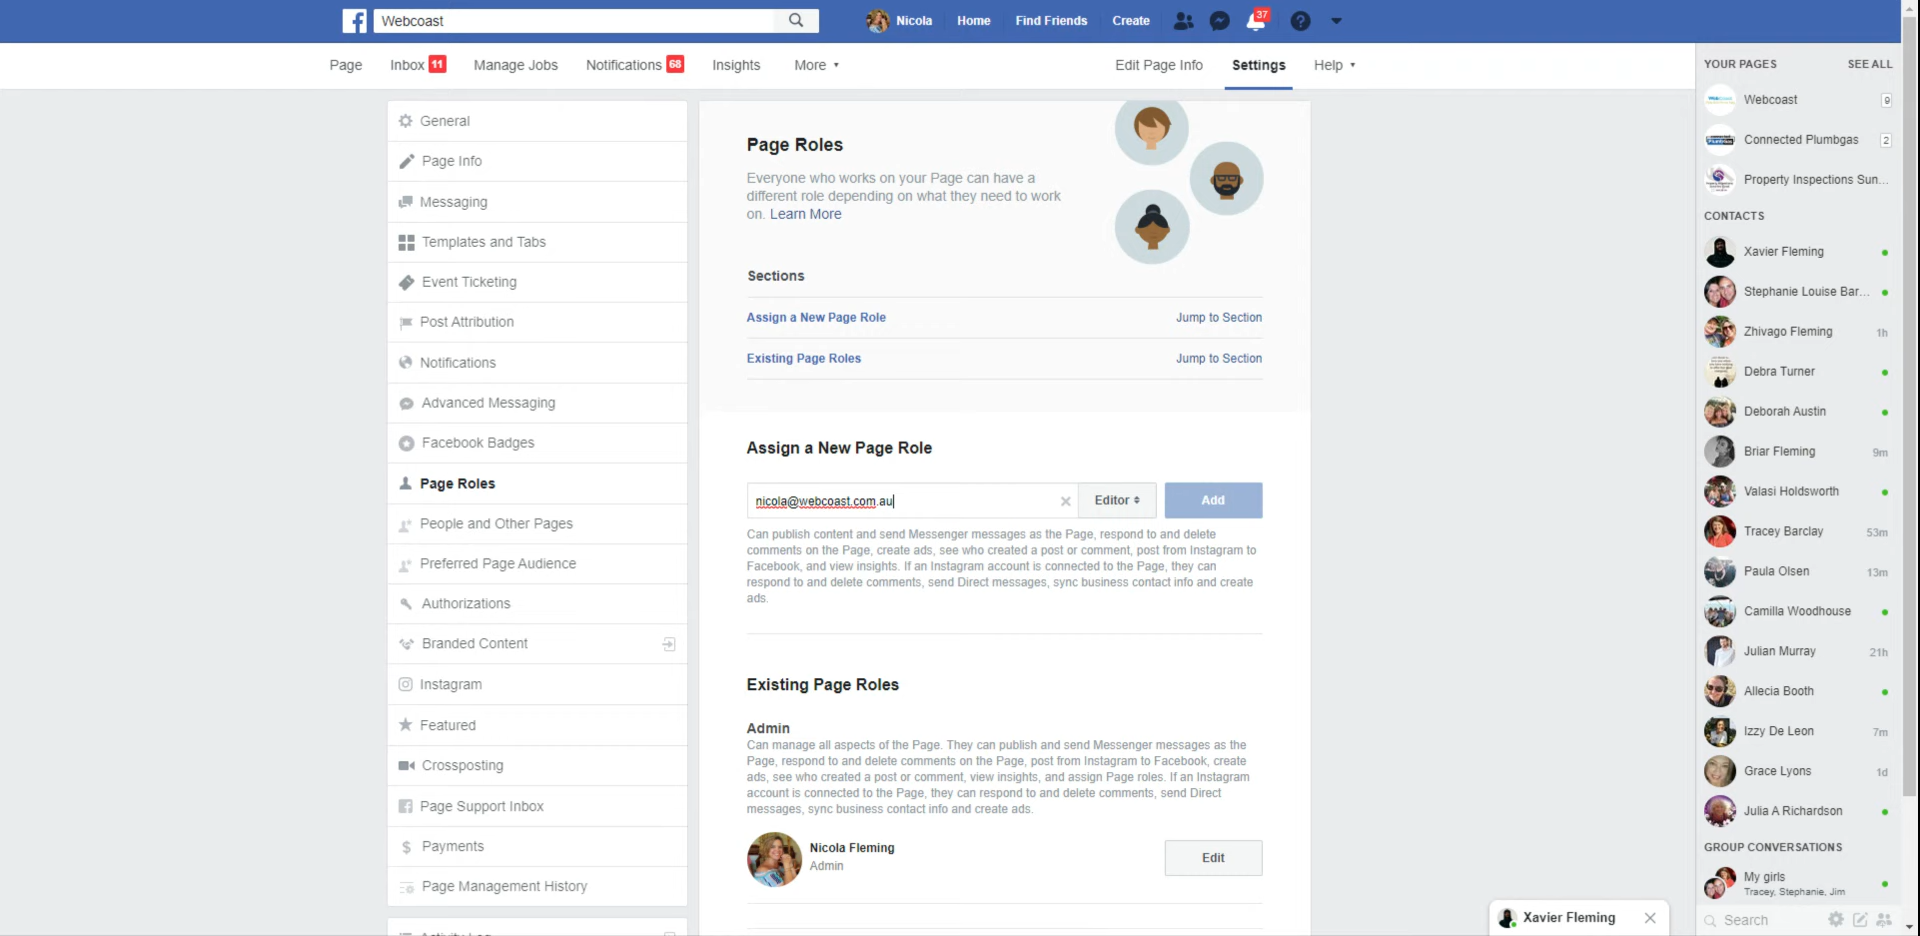 Webcoast
Nicola Home Find Friends Create 37
Page Inbox 11 Manage Jobs Notifications 68 Insights More Edit Page Info Settings Help
General
Page Info
Messaging
Templates and Tabs
Event Ticketing
Post Attribution
Notifications
Advanced Messaging
Facebook Badges
Page Roles
People and Other Pages
Preferred Page Audience
Authorizations
Branded Content
Instagram
Featured
Crossposting
Page Support Inbox
Payments
Page Management History
Page Roles
Everyone who works on your Page can have a
different role depending on what they need to work
on. Learn More
Sections
Assign a New Page Role Jump to Section
Existing Page Roles Jump to Section
Assign a New Page Role
nicola@webcoast.com.au Editor Add
Can publish content and send Messenger messages as the Page, respond to and delete
comments on the Page, create ads, see who created a post or comment, post from Instagram to
Facebook, and view insights. If an Instagram account is connected to the Page, they can
respond to and delete comments, send Direct messages, sync business contact info and create
ads.
Existing Page Roles
Admin
Can manage all aspects of the Page. They can publish and send Messenger messages as the
Page, respond to and delete comments on the Page, post from Instagram to Facebook, create
ads, see who created a post or comment, view insights, and assign Page roles. If an Instagram
account is connected to the Page, they can respond to and delete comments, send Direct
messages, sync business contact info and create ads.
Nicola Fleming
Admin
Edit
YOUR PAGES SEE ALL
Webcoast 9
Connected Plumbgas 2
Property Inspections Sun...
CONTACTS
Xavier Fleming
Stephanie Louise Bar...
Zhivago Fleming 1h
Debra Turner
Deborah Austin
Briar Fleming 9m
Valasi Holdsworth
Tracey Barclay 53m
Paula Olsen 13m
Camilla Woodhouse
Julian Murray 21h
Allecia Booth
Izzy De Leon 7m
Grace Lyons 1d
Julia A Richardson
GROUP CONVERSATIONS
My girls
Tracey, Stephanie, Jim
Search
Xavier Fleming